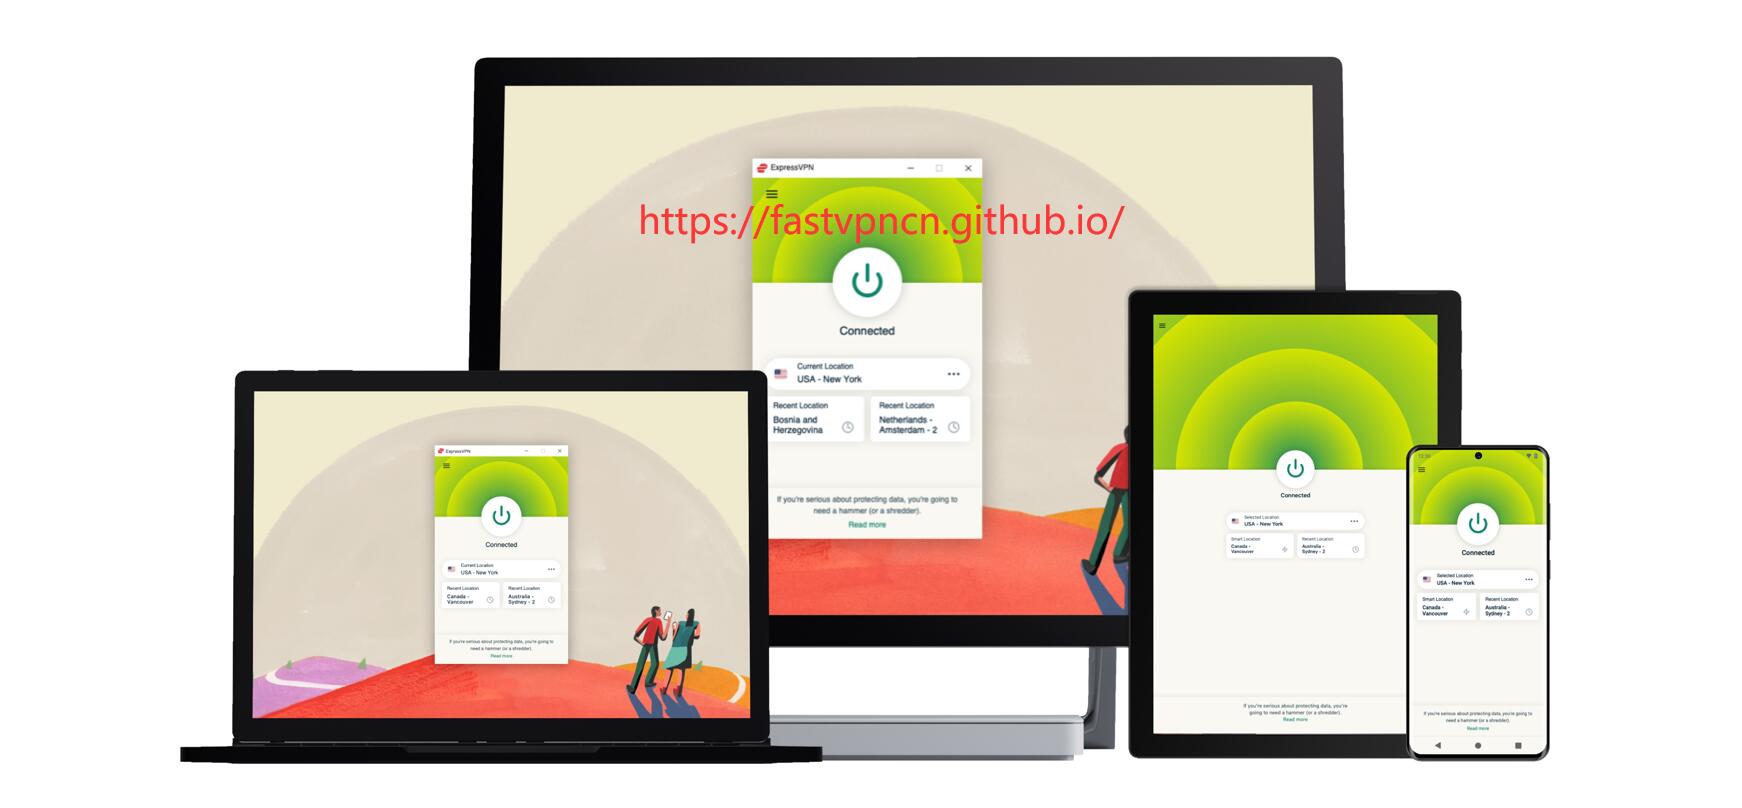 ExpressVPN
https://fastvpncn.github.io/
Connected
Current Location
USA - New York
Recent Location
Bosnia and
Herzegovina
Recent Location
Netherlands -
Amsterdam - 2
If you're serious about protecting data, you're going to
need a hammer (or a shredder).
Read more
ExpressVPN
Connected
Current Location
USA - New York
Recent Location
Canada -
Vancouver
Recent Location
Australia -
Sydney - 2
If you're serious about protecting data, you're going to
need a hammer (or a shredder).
Read more
Connected
Selected Location
USA - New York
Smart Location
Canada -
Vancouver
Recent Location
Australia -
Sydney - 2
If you're serious about protecting data, you're
going to need a hammer (or a shredder).
Read more
Connected
Selected Location
USA - New York
Smart Location
Canada -
Vancouver
Recent Location
Australia -
Sydney - 2
If you're serious about protecting data, you're going to
need a hammer (or a shredder).
Read more